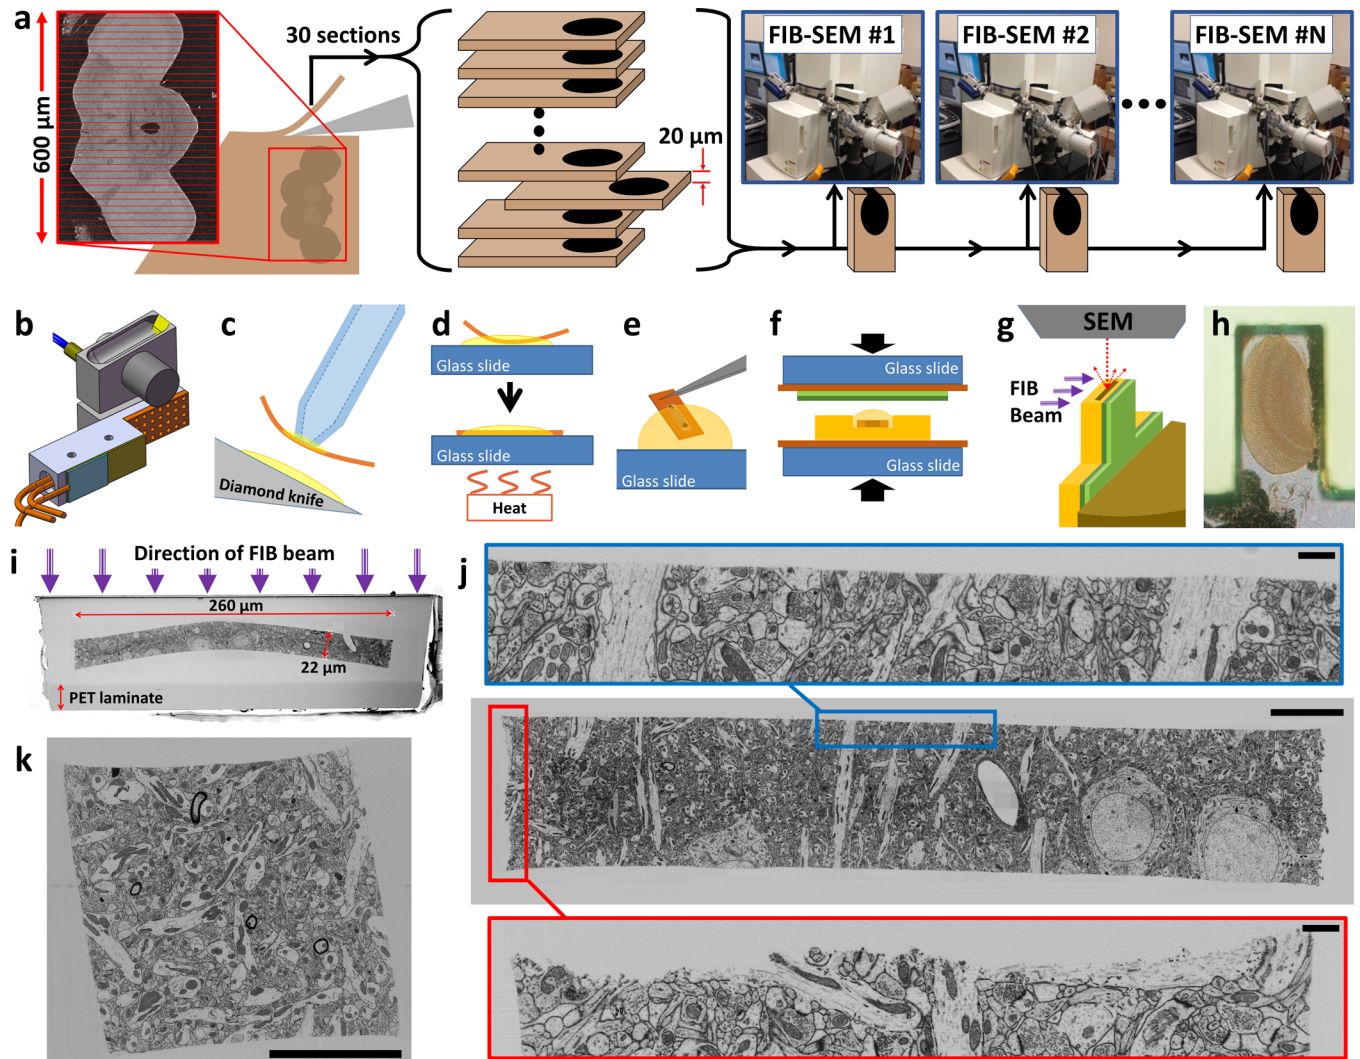 a
600 µm
30 sections
20 µm
FIB-SEM #1
FIB-SEM #2
FIB-SEM #N
b
c
Diamond knife
d
Glass slide
Glass slide
Heat
e
Glass slide
f
Glass slide
Glass slide
g
SEM
FIB
Beam
h
i
Direction of FIB beam
260 µm
22 µm
PET laminate
j
k